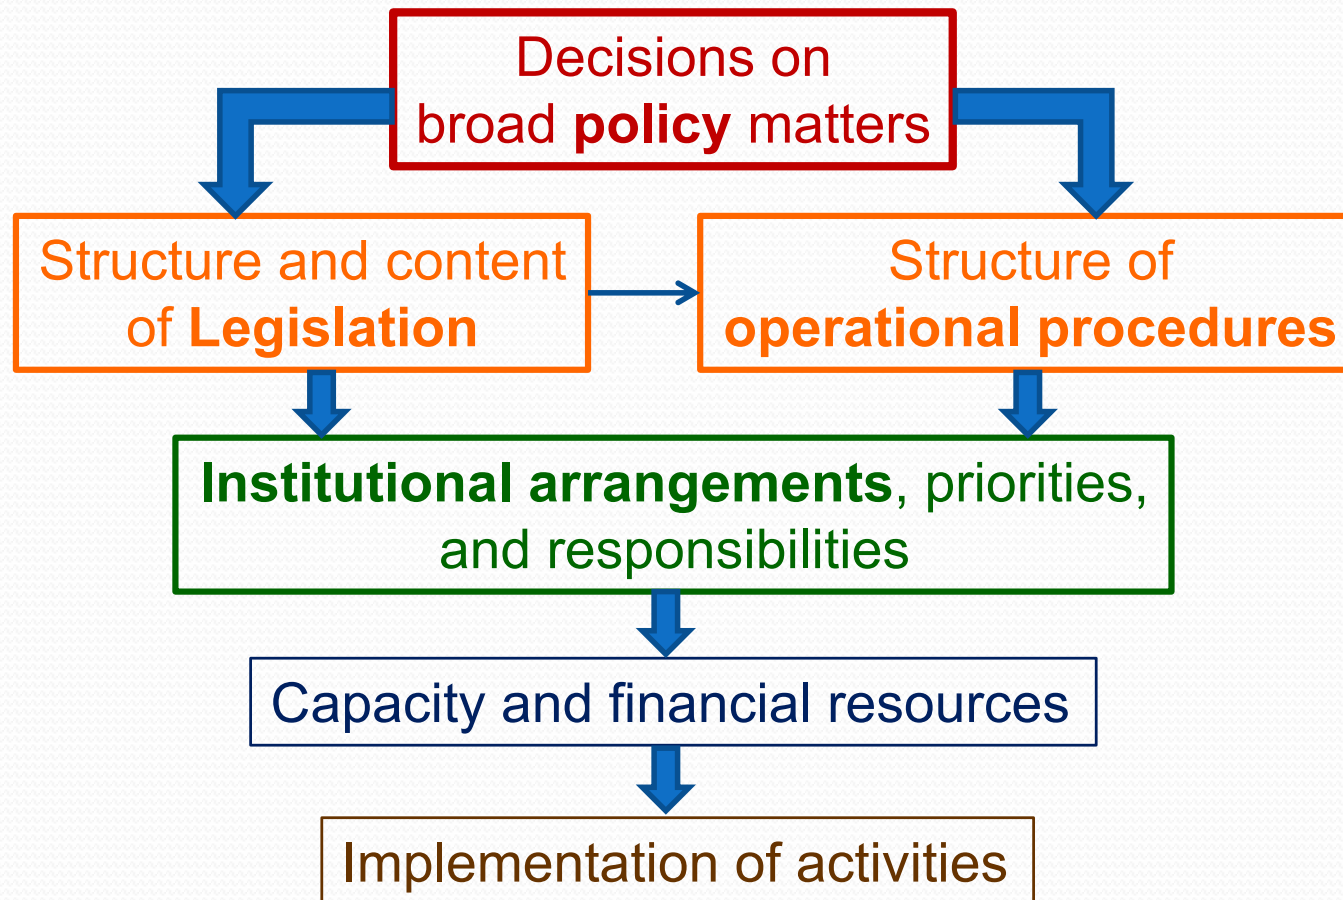 Decisions on
broad policy matters
Structure and content
of Legislation
Structure of
operational procedures
Institutional arrangements, priorities,
and responsibilities
Capacity and financial resources
Implementation of activities